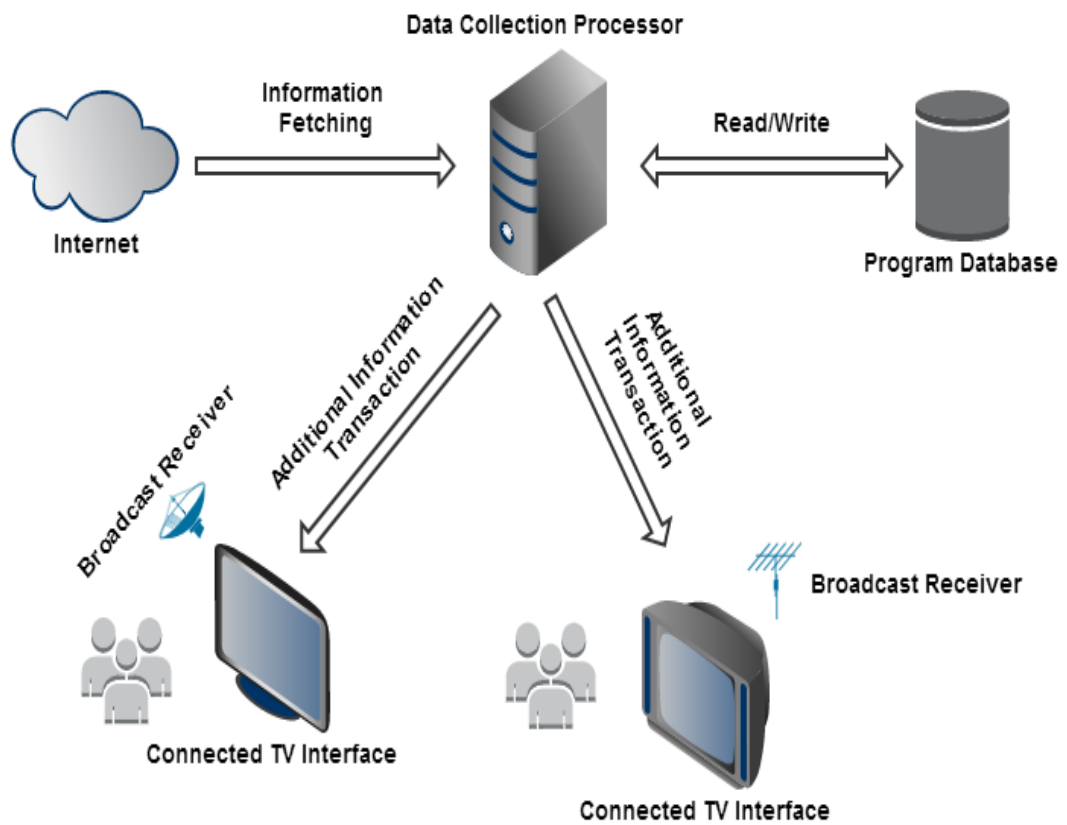 Data Collection Processor
Information
Fetching
Read/Write
Internet
Program Database
Additional Information
Transaction
Additional
Information
Transaction
Broadcast Receiver
Broadcast Receiver
Connected TV Interface
Connected TV Interface